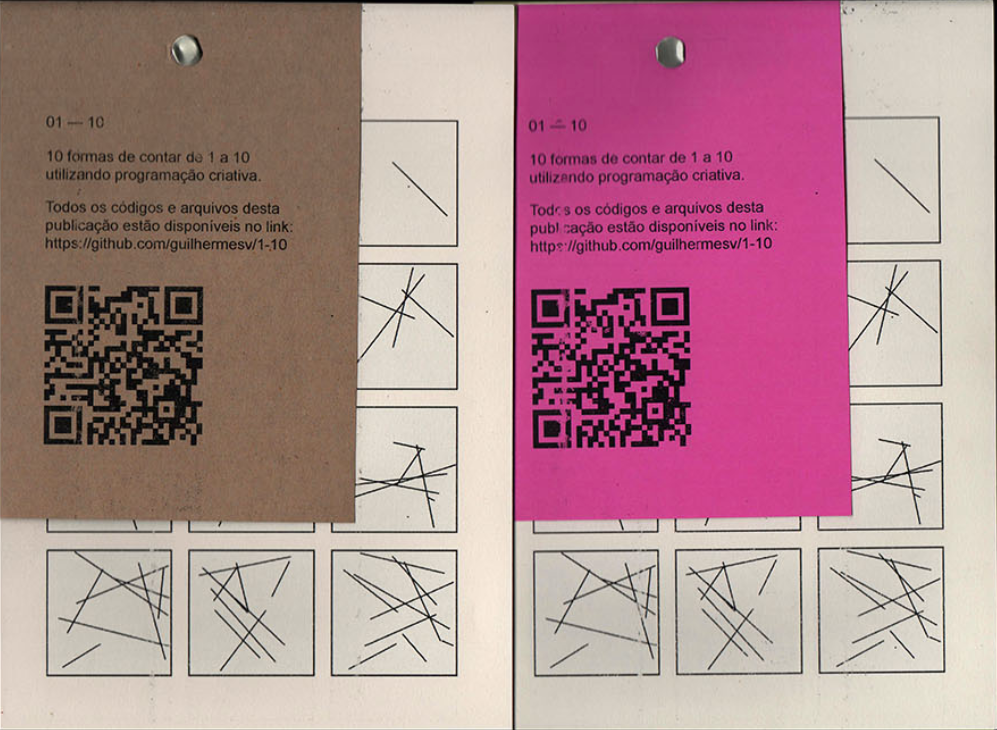 01 — 10
10 formas de contar de 1 a 10
utilizando programação criativa.
Todos os códigos e arquivos desta
publicação estão disponíveis no link:
https://github.com/guilhermesv/1-10
01 — 10
10 formas de contar de 1 a 10
utilizando programação criativa.
Todos os códigos e arquivos desta
publicação estão disponíveis no link:
https://github.com/guilhermesv/1-10